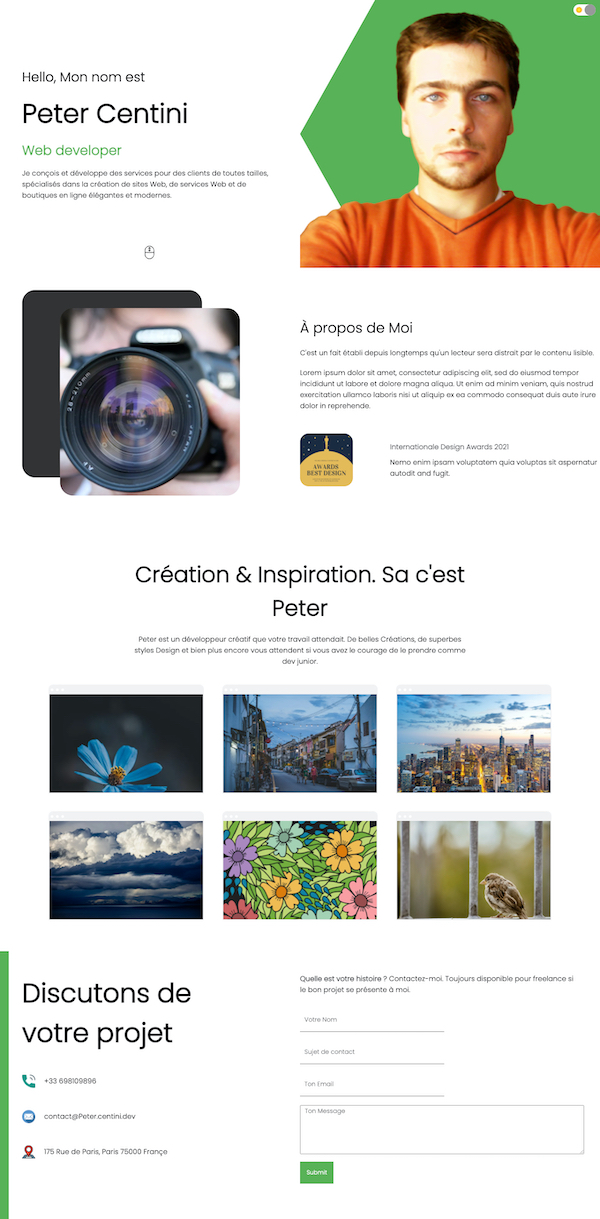 Hello, Mon nom est
Peter Centini
Web developer
Je conçois et développe des services pour des clients de toutes tailles,
spécialisés dans la création de sites Web, de services Web et de
boutiques en ligne élégantes et modernes.
28-210mm
AF
JAPAN
À propos de Moi
C'est un fait établi depuis longtemps qu'un lecteur sera distrait par le contenu lisible.
Lorem ipsum dolor sit amet, consectetur adipiscing elit, sed do eiusmod tempor
incididunt ut labore et dolore magna aliqua. Ut enim ad minim veniam, quis nostrud
exercitation ullamco laboris nisi ut aliquip ex ea commodo consequat duis aute irure
dolor in reprehende.
AWARDS
BEST DESIGN
Internationale Design Awards 2021
Nemo enim ipsam voluptatem quia voluptas sit aspernatur
autodit and fugit.
Création & Inspiration. Sa c'est
Peter
Peter est un développeur créatif que votre travail attendait. De belles Créations, de superbes
styles Design et bien plus encore vous attendent si vous avez le courage de le prendre comme
dev junior.
Discutons de
votre projet
+33 698109896
contact@Peter.centini.dev
175 Rue de Paris, Paris 75000 Françe
Quelle est votre histoire ? Contactez-moi. Toujours disponible pour freelance si
le bon projet se présente à moi.
Votre Nom
Sujet de contact
Ton Email
Ton Message
Submit